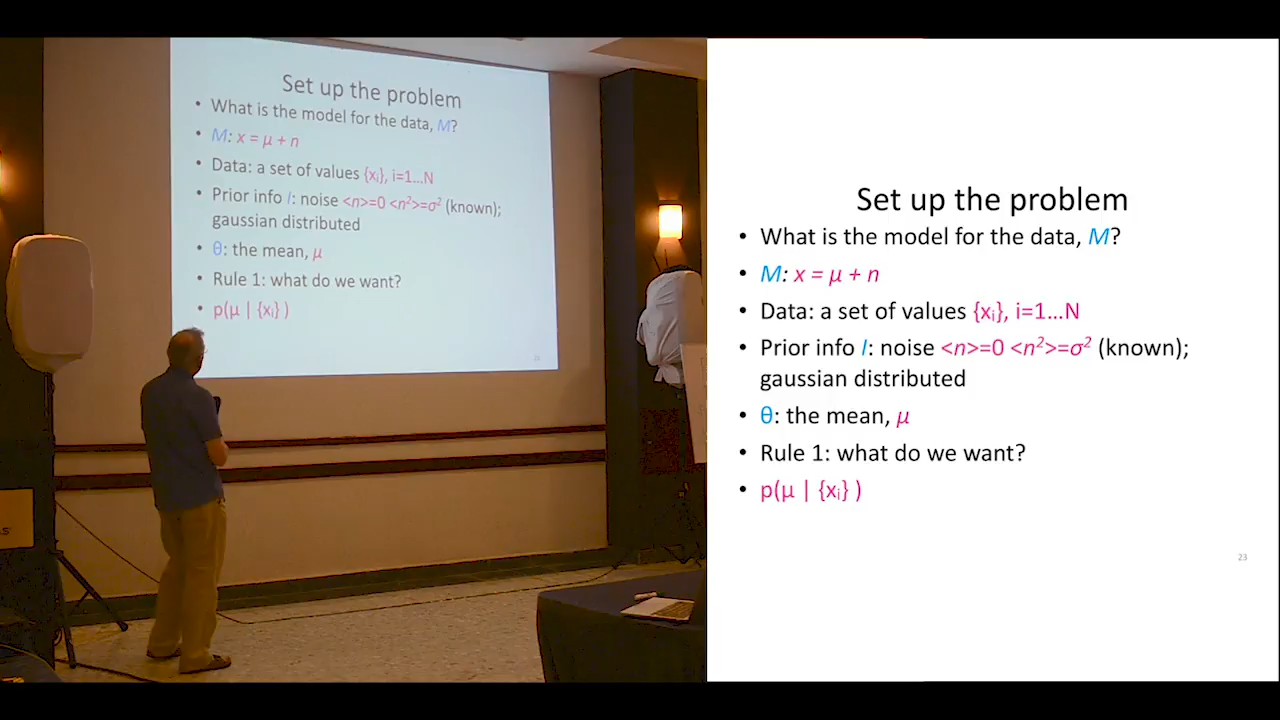 Set up the problem
• What is the model for the data, M?
• M: x = μ + n
• Data: a set of values {xᵢ}, i=1…N
• Prior info I: noise <n>=0 <n²>=σ² (known);
gaussian distributed
• θ: the mean, μ
• Rule 1: what do we want?
• p(μ | {xᵢ} )
Set up the problem
• What is the model for the data, M?
• M: x = μ + n
• Data: a set of values {xᵢ}, i=1…N
• Prior info I: noise <n>=0 <n²>=σ² (known);
gaussian distributed
• θ: the mean, μ
• Rule 1: what do we want?
• p(μ | {xᵢ} )
23